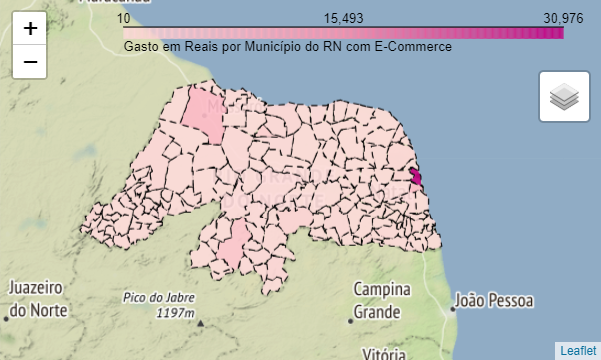 Maracanaú
+
−
10 15,493 30,976
Gasto em Reais por Município do RN com E-Commerce
Juazeiro
do Norte
Pico do Jabre
1197m
Campina
Grande
João Pessoa
Vitória
Leaflet